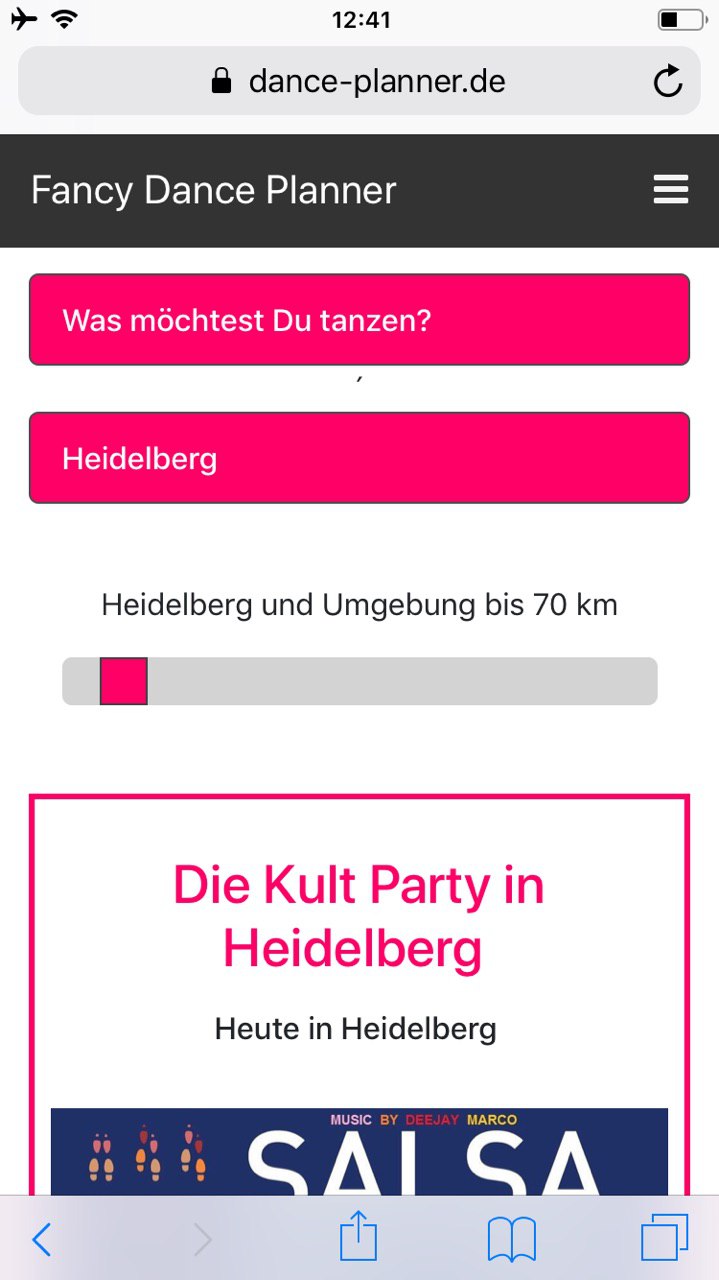 12:41
dance-planner.de
Fancy Dance Planner
Was möchtest Du tanzen?
Heidelberg
Heidelberg und Umgebung bis 70 km
Die Kult Party in
Heidelberg
Heute in Heidelberg
MUSIC BY DEEJAY MARCO
SALSA